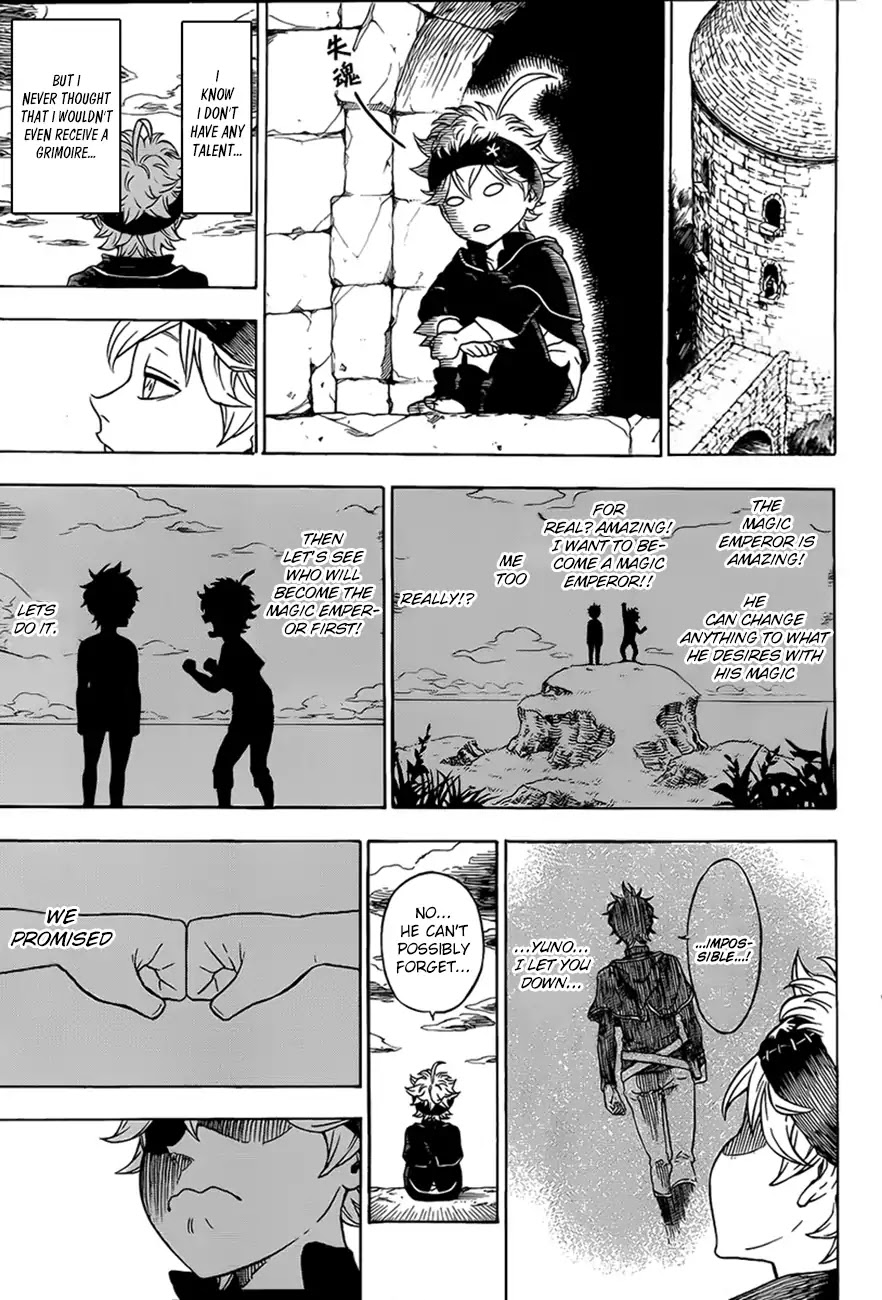 失魂
I
KNOW
I DON'T
HAVE ANY
TALENT...
BUT I
NEVER THOUGHT
THAT I WOULDN'T
EVEN RECEIVE A
GRIMOIRE...
THE
MAGIC
EMPEROR IS
AMAZING!
HE
CAN CHANGE
ANYTHING TO WHAT
HE DESIRES WITH
HIS MAGIC
FOR
REAL? AMAZING!
I WANT TO BE-
COME A MAGIC
EMPEROR!!
ME
TOO
REALLY!?
THEN
LET'S SEE
WHO WILL
BECOME THE
MAGIC EMPER-
OR FIRST!
LETS
DO IT.
...IMPOS-
SIBLE...!
...YUNO...
I LET YOU
DOWN...
NO...
HE CAN'T
POSSIBLY
FORGET...
WE
PROMISED